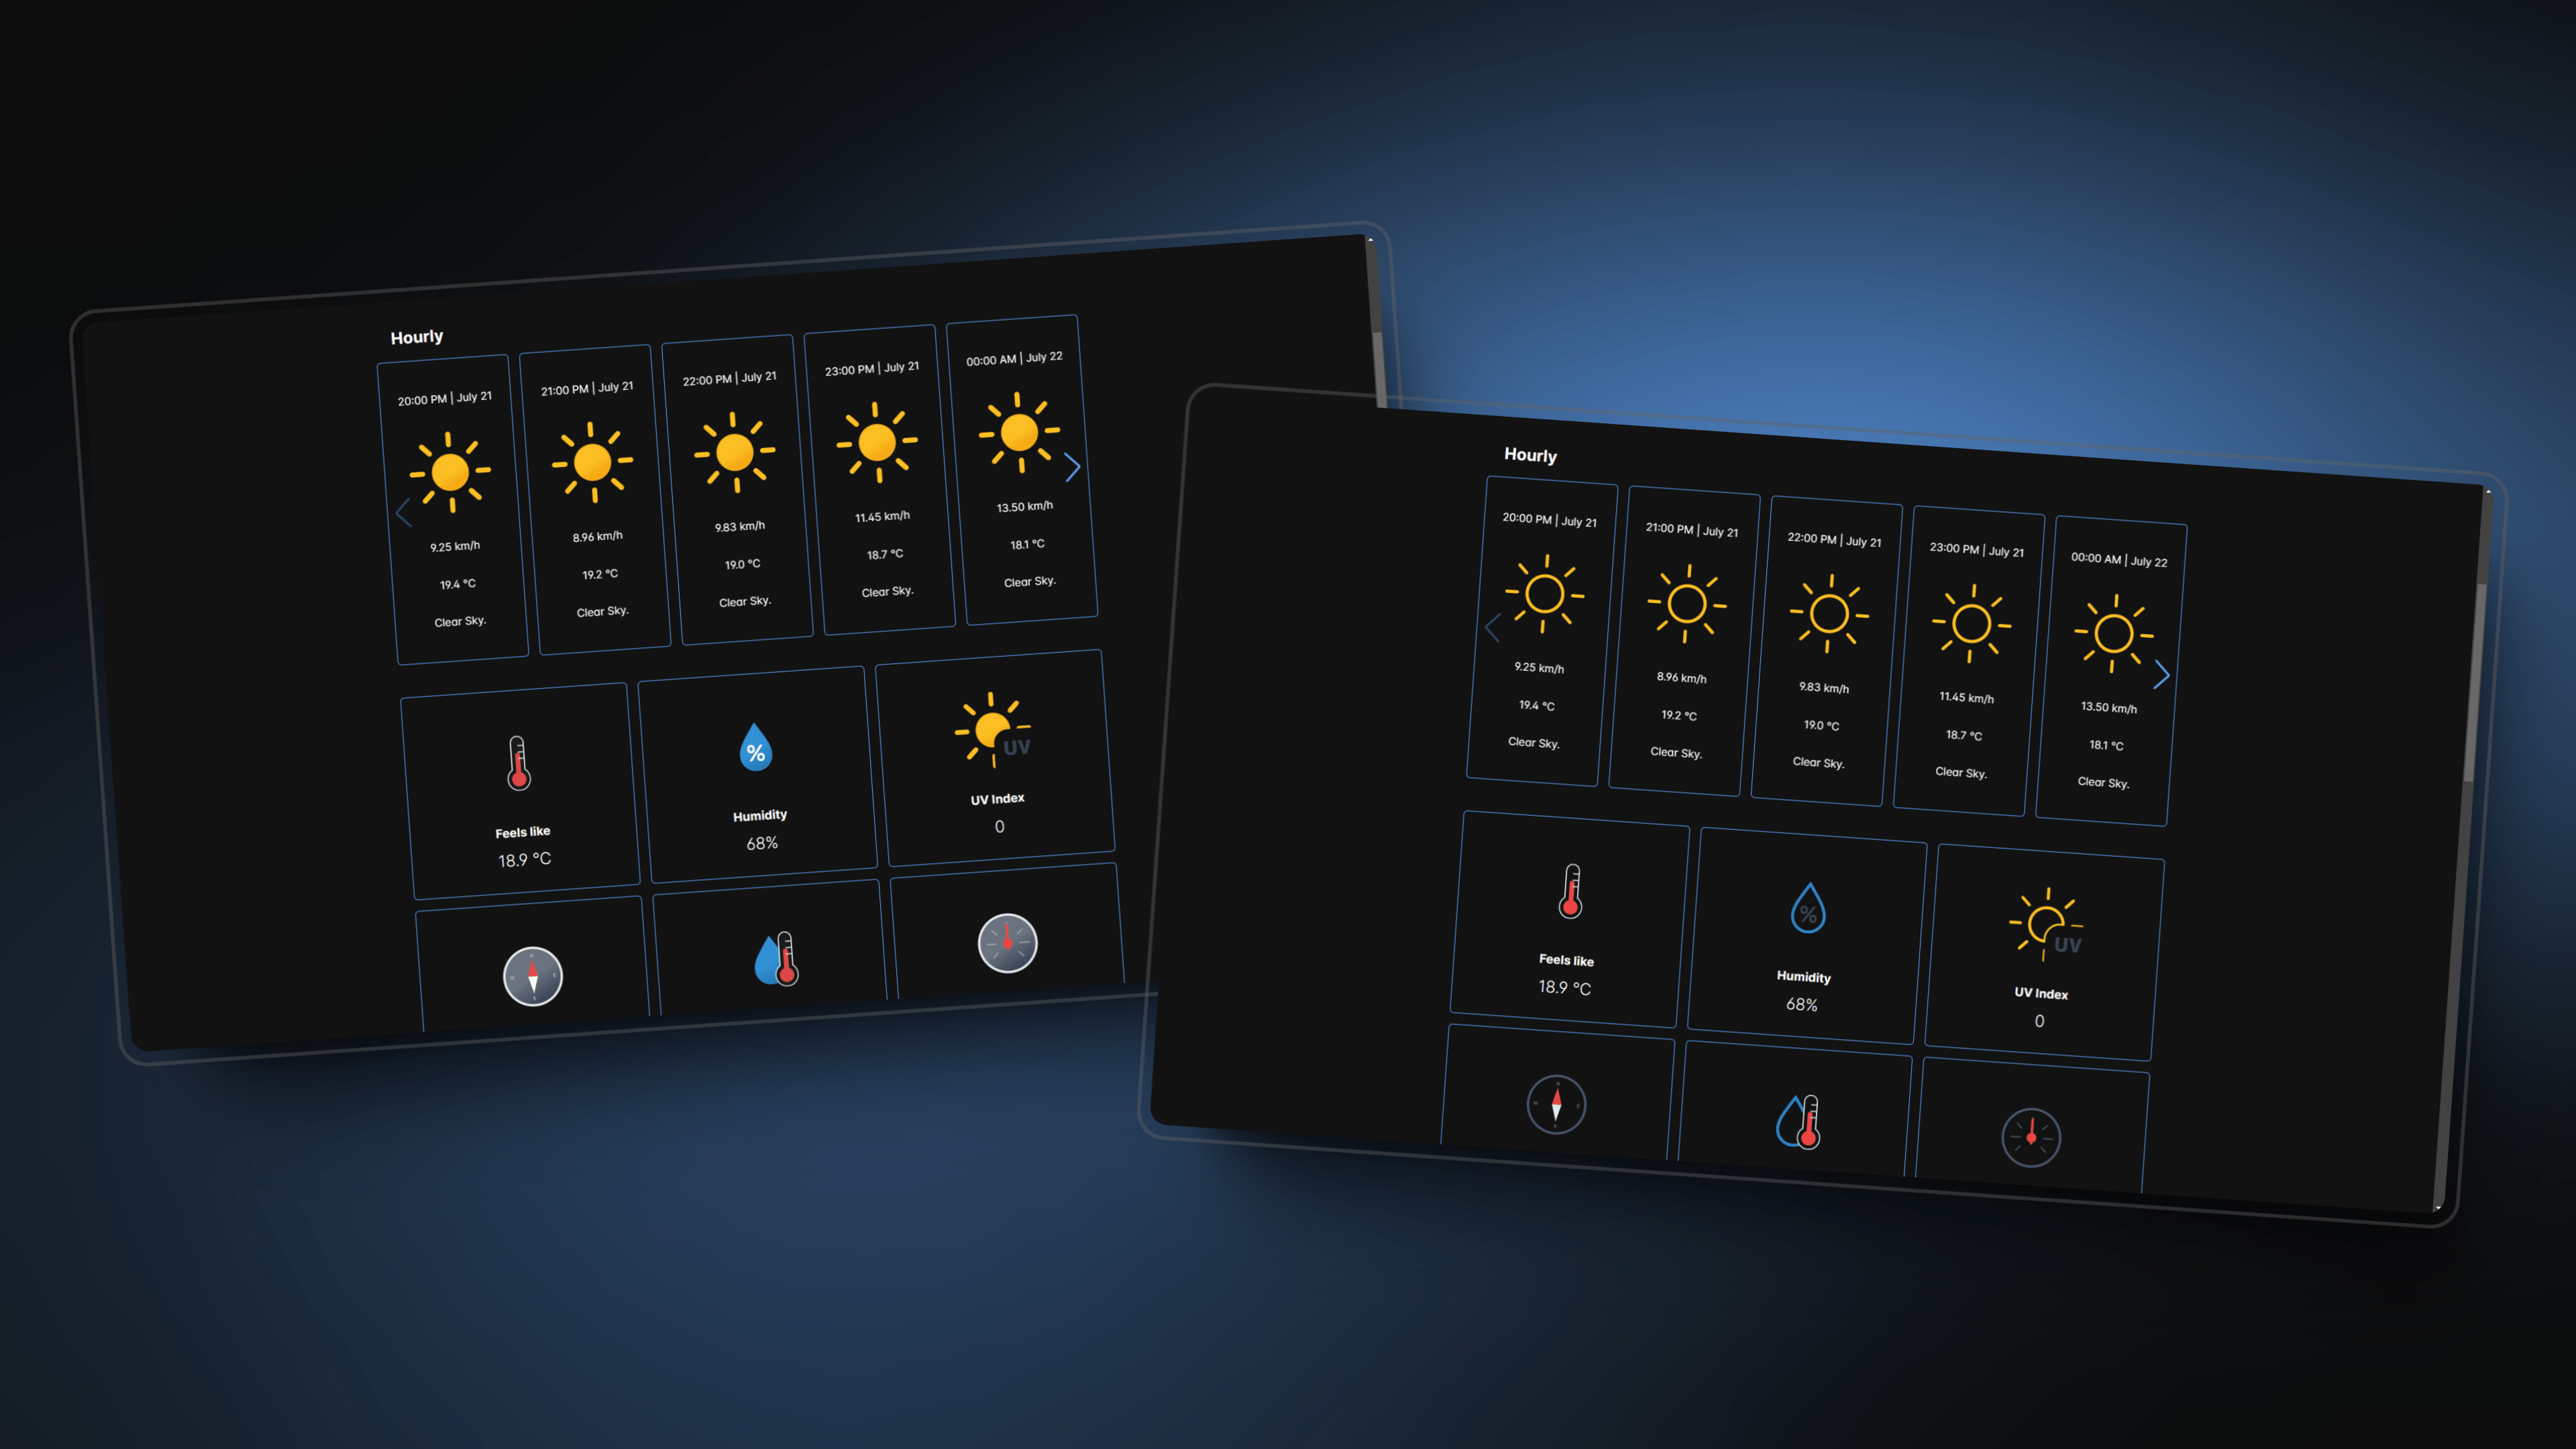 Hourly
20:00 PM | July 21
21:00 PM | July 21
22:00 PM | July 21
23:00 PM | July 21
00:00 AM | July 22
9.25 km/h
8.96 km/h
9.83 km/h
11.45 km/h
13.50 km/h
19.4 °C
19.2 °C
19.0 °C
18.7 °C
18.1 °C
Clear Sky.
Clear Sky.
Clear Sky.
Clear Sky.
Clear Sky.
%
UV
Feels like
Humidity
UV Index
18.9 °C
68%
0
Hourly
20:00 PM | July 21
21:00 PM | July 21
22:00 PM | July 21
23:00 PM | July 21
00:00 AM | July 22
9.25 km/h
8.96 km/h
9.83 km/h
11.45 km/h
13.50 km/h
19.4 °C
19.2 °C
19.0 °C
18.7 °C
18.1 °C
Clear Sky.
Clear Sky.
Clear Sky.
Clear Sky.
Clear Sky.
%
UV
Feels like
Humidity
UV Index
18.9 °C
68%
0